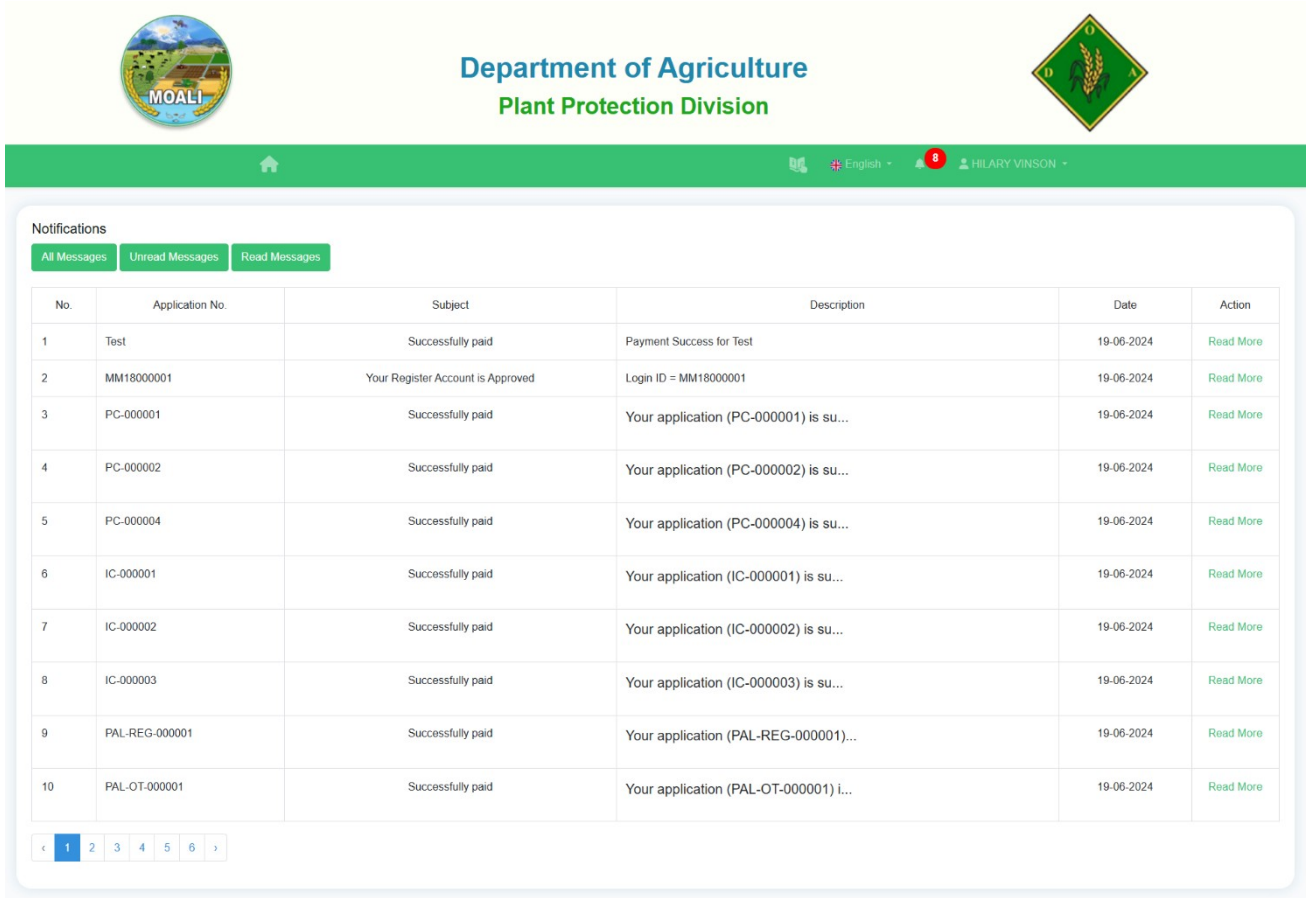 MOALI
Department of Agriculture
Plant Protection Division
D O A
English 8 HILARY VINSON
Notifications
All Messages Unread Messages Read Messages
No. Application No. Subject Description Date Action
1 Test Successfully paid Payment Success for Test 19-06-2024 Read More
2 MM18000001 Your Register Account is Approved Login ID = MM18000001 19-06-2024 Read More
3 PC-000001 Successfully paid Your application (PC-000001) is su... 19-06-2024 Read More
4 PC-000002 Successfully paid Your application (PC-000002) is su... 19-06-2024 Read More
5 PC-000004 Successfully paid Your application (PC-000004) is su... 19-06-2024 Read More
6 IC-000001 Successfully paid Your application (IC-000001) is su... 19-06-2024 Read More
7 IC-000002 Successfully paid Your application (IC-000002) is su... 19-06-2024 Read More
8 IC-000003 Successfully paid Your application (IC-000003) is su... 19-06-2024 Read More
9 PAL-REG-000001 Successfully paid Your application (PAL-REG-000001)... 19-06-2024 Read More
10 PAL-OT-000001 Successfully paid Your application (PAL-OT-000001) i... 19-06-2024 Read More
‹ 1 2 3 4 5 6 ›